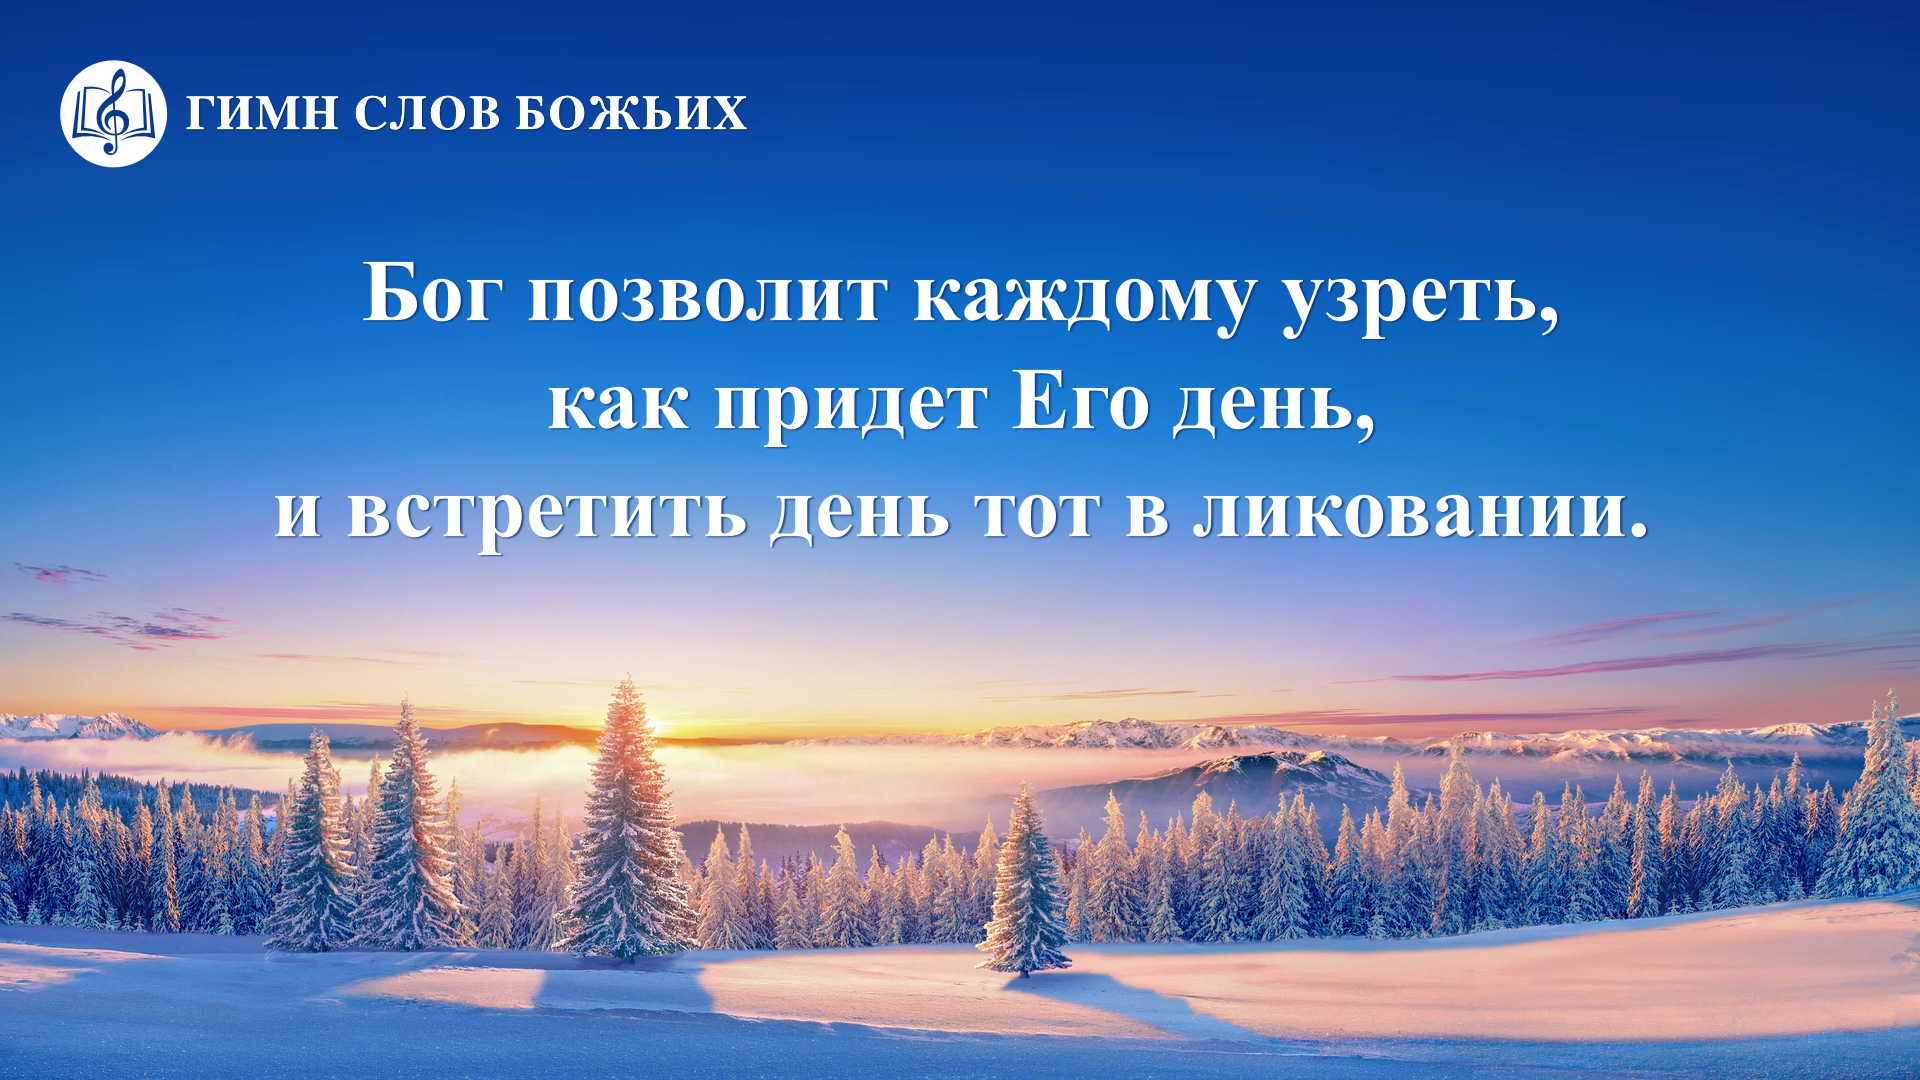 ГИМН СЛОВ БОЖЬИХ
Бог позволит каждому узреть,
как придет Его день,
и встретить день тот в ликовании.